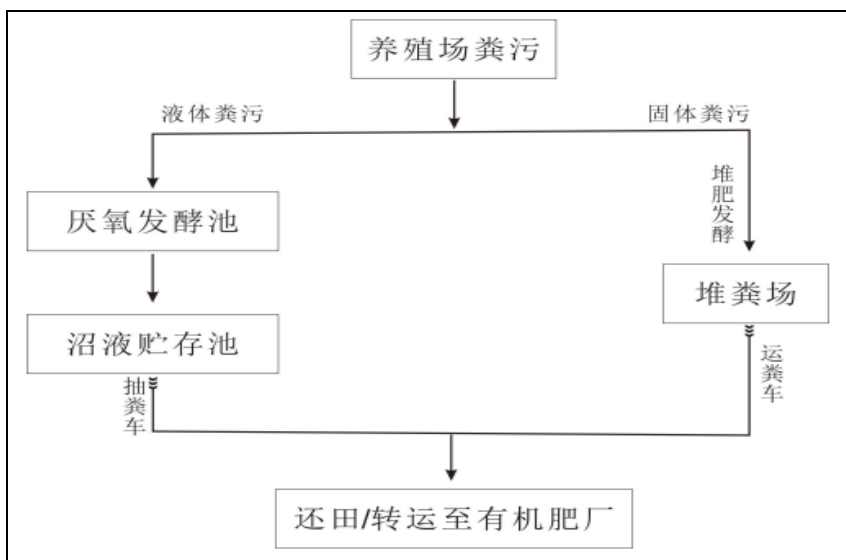 养殖场粪污
液体粪污
固体粪污
堆肥发酵
厌氧发酵池
堆粪场
沼液贮存池
抽粪车
运粪车
还田/转运至有机肥厂